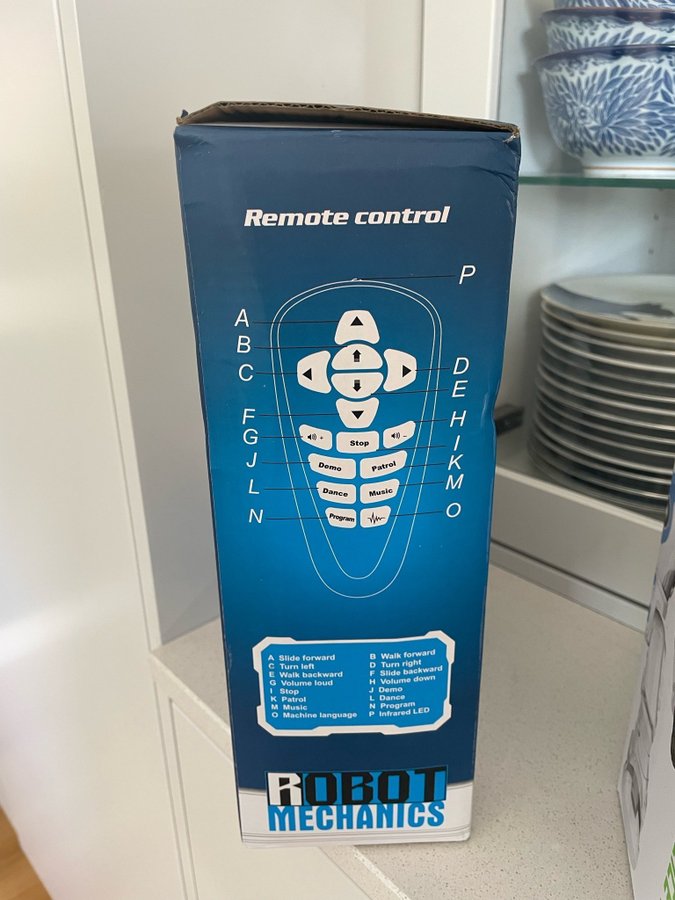 Remote control
P
A
B
C
D
E
F
G
H
+
Stop
-
I
J
Demo
Patrol
K
L
Dance
Music
M
N
Program
O
A Slide forward
B Walk forward
C Turn left
D Turn right
E Walk backward
F Slide backward
G Volume loud
H Volume down
I Stop
J Demo
K Patrol
L Dance
M Music
N Program
O Machine language
P Infrared LED
ROBOT
MECHANICS